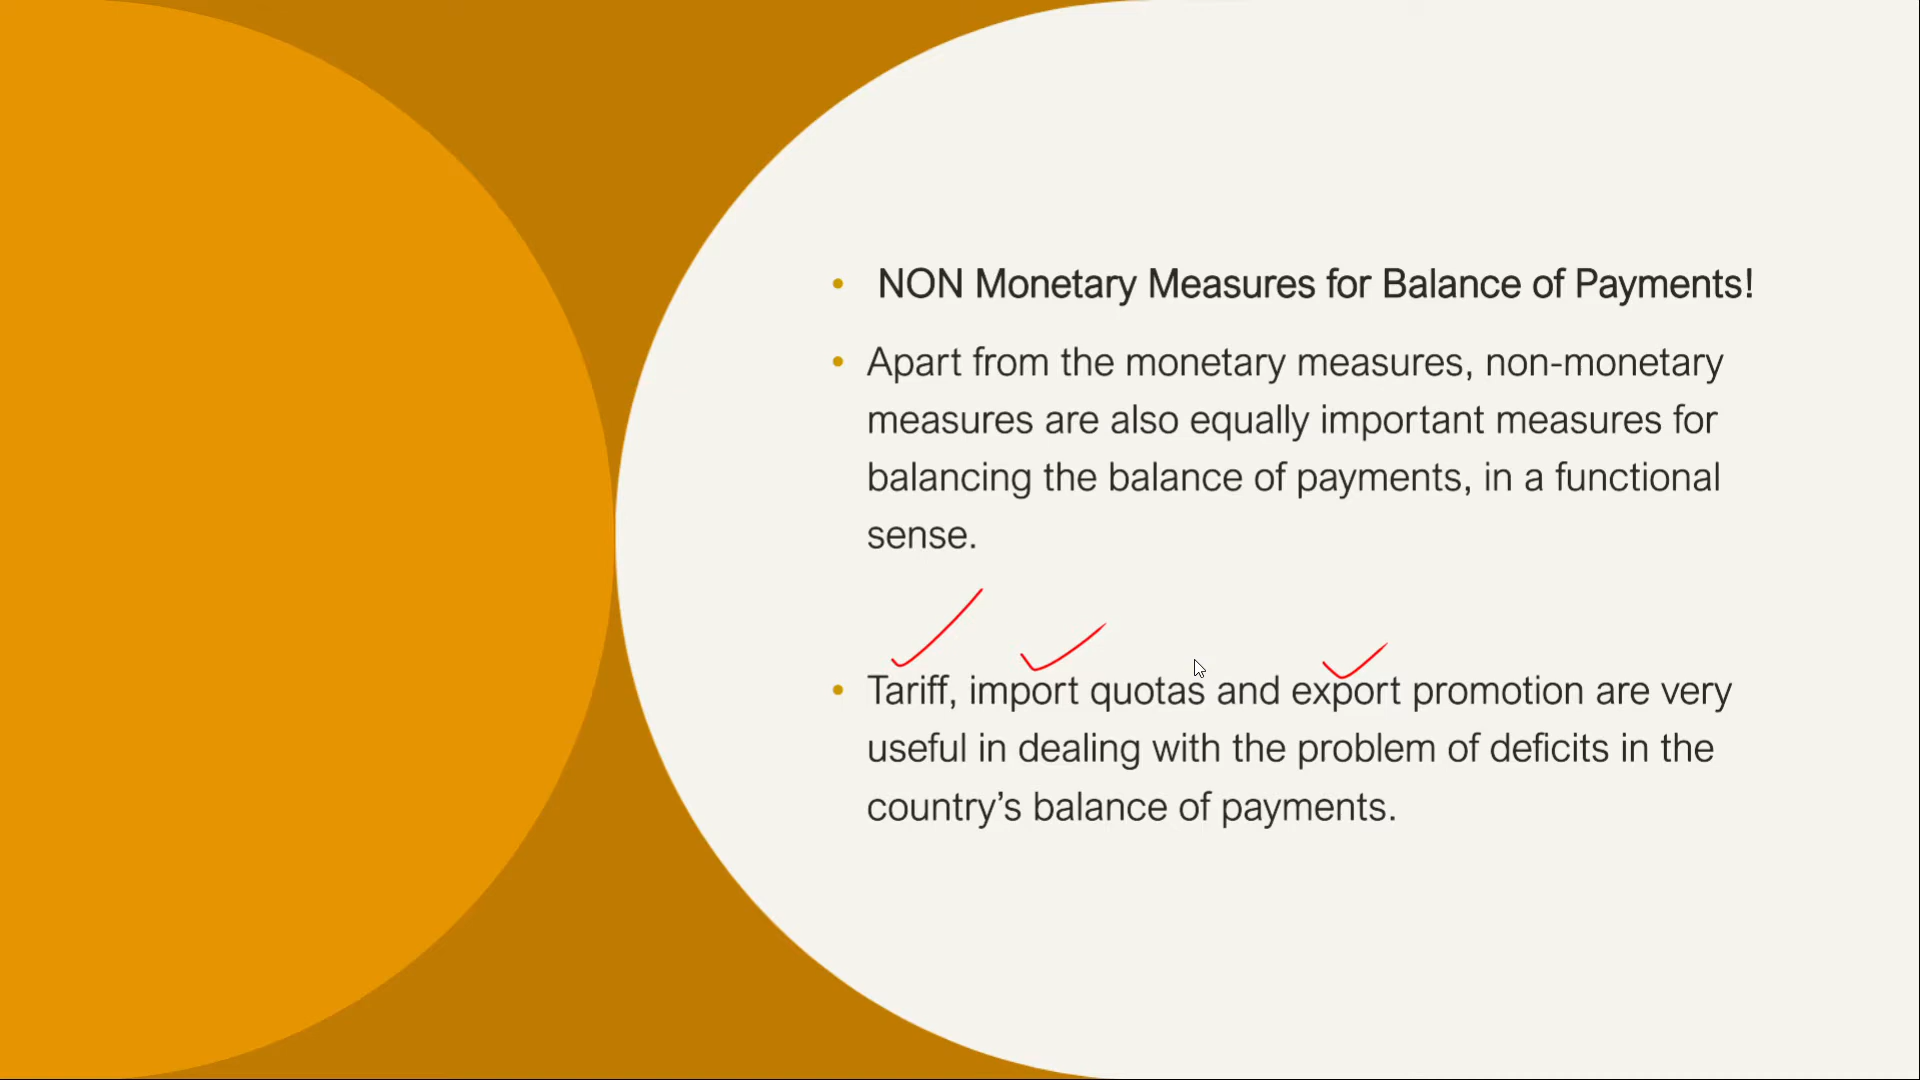 • NON Monetary Measures for Balance of Payments!
• Apart from the monetary measures, non-monetary
measures are also equally important measures for
balancing the balance of payments, in a functional
sense.
• Tariff, import quotas and export promotion are very
useful in dealing with the problem of deficits in the
country’s balance of payments.